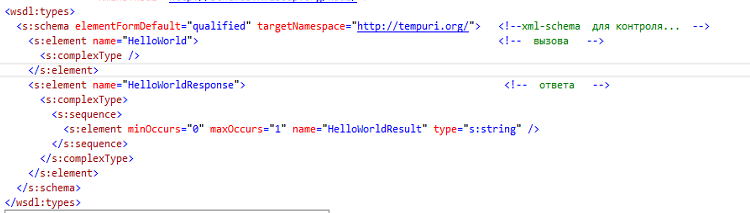 <wsdl:types>
<s:schema elementFormDefault="qualified" targetNamespace="http://tempuri.org/"> <!--xml-schema для контроля... -->
<s:element name="HelloWorld"> <!-- вызова -->
<s:complexType />
</s:element>
<s:element name="HelloWorldResponse"> <!-- ответа -->
<s:complexType>
<s:sequence>
<s:element minOccurs="0" maxOccurs="1" name="HelloWorldResult" type="s:string" />
</s:sequence>
</s:complexType>
</s:element>
</s:schema>
</wsdl:types>